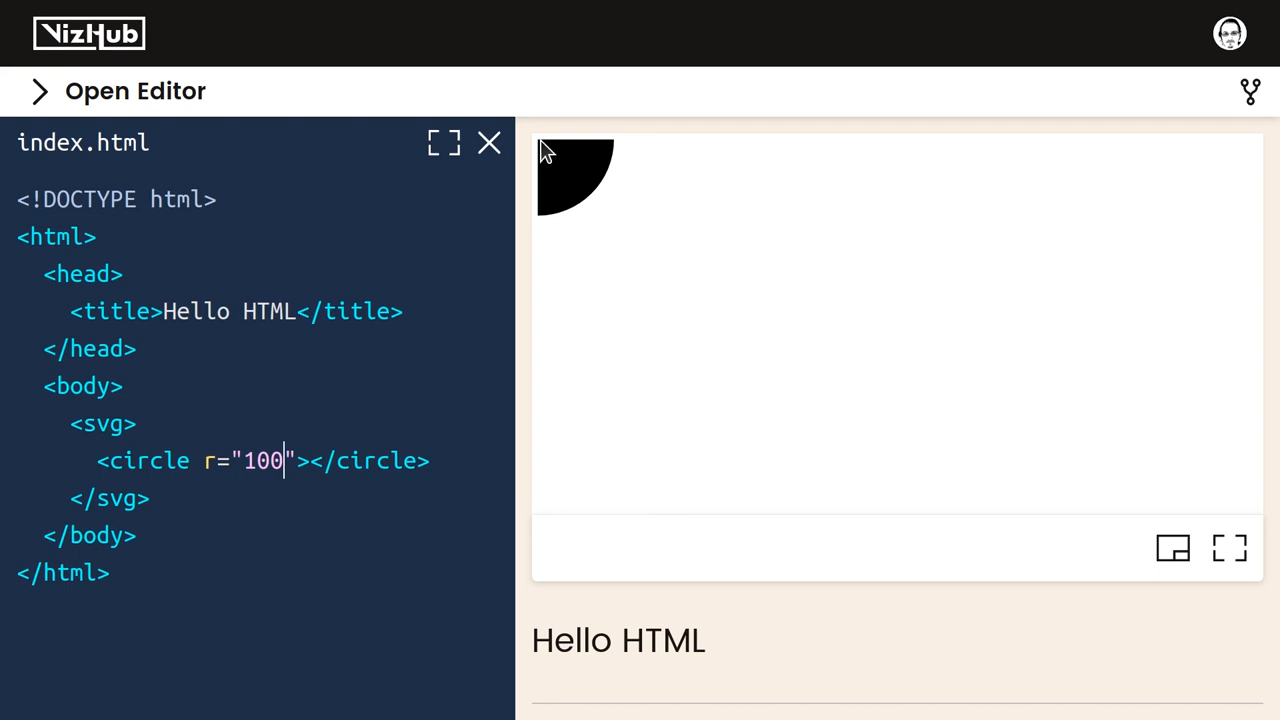 VizHub
Open Editor
index.html
<!DOCTYPE html>
<html>
<head>
<title>Hello HTML</title>
</head>
<body>
<svg>
<circle r="100"></circle>
</svg>
</body>
</html>
Hello HTML